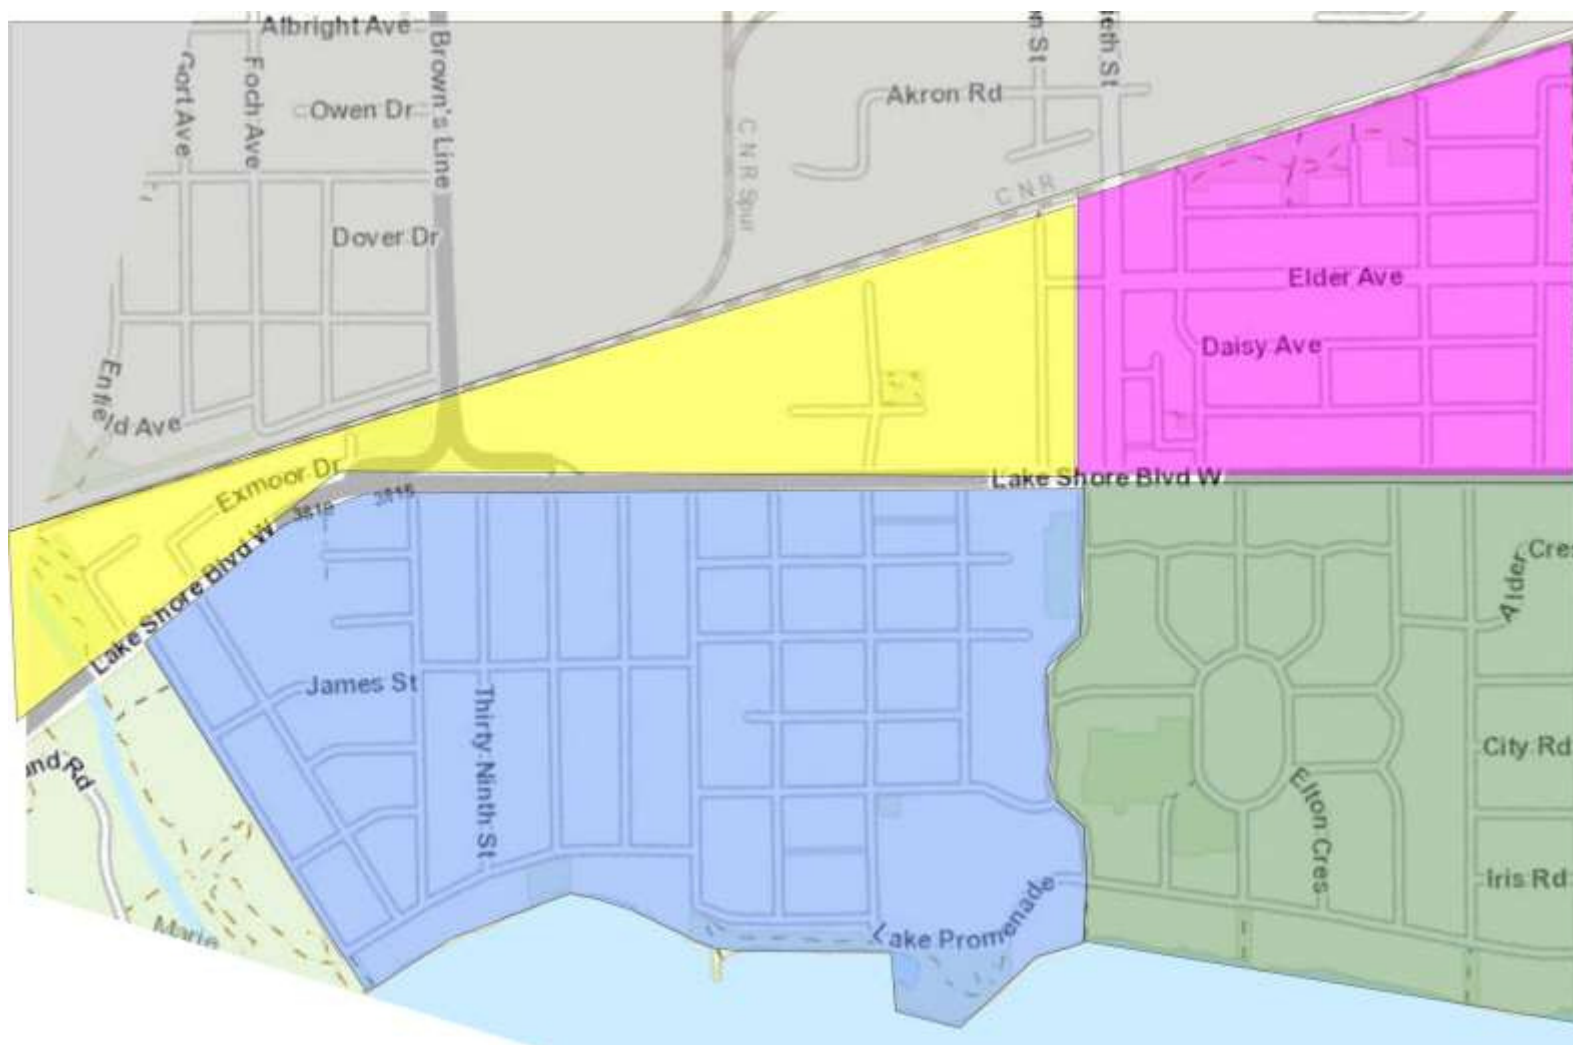 Albright Ave
Gort Ave
Foch Ave
Brown's Line
Owen Dr
Akron Rd
C N R Spur
C N R
Dover Dr
Elder Ave
Daisy Ave
Enfield Ave
Exmoor Dr
Lake Shore Blvd W
3815
Lake Shore Blvd W
Alder
James St
Thirty Ninth St
City Rd
Elton Cres
Iris Rd
Lake Promenade
Marie